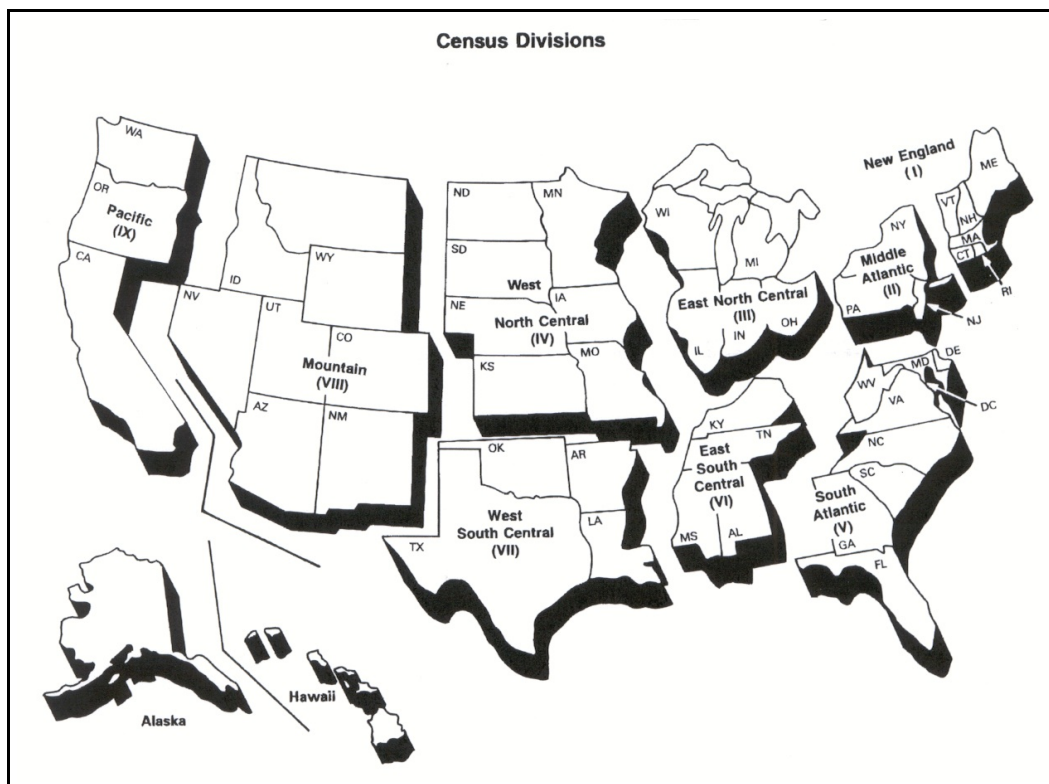 Census Divisions
WA
OR
Pacific
(IX)
CA
NV
ID
WY
UT
CO
Mountain
(VIII)
AZ
NM
ND
MN
SD
West
NE
IA
North Central
(IV)
KS
MO
WI
MI
East North Central
(III)
IL
IN
OH
New England
(I)
ME
VT
NH
MA
CT
RI
NY
Middle
Atlantic
(II)
PA
NJ
DE
MD
WV
VA
DC
NC
SC
South
Atlantic
(V)
GA
FL
KY
TN
East
South
Central
(VI)
MS
AL
OK
AR
West
South Central
(VII)
TX
LA
Alaska
Hawaii